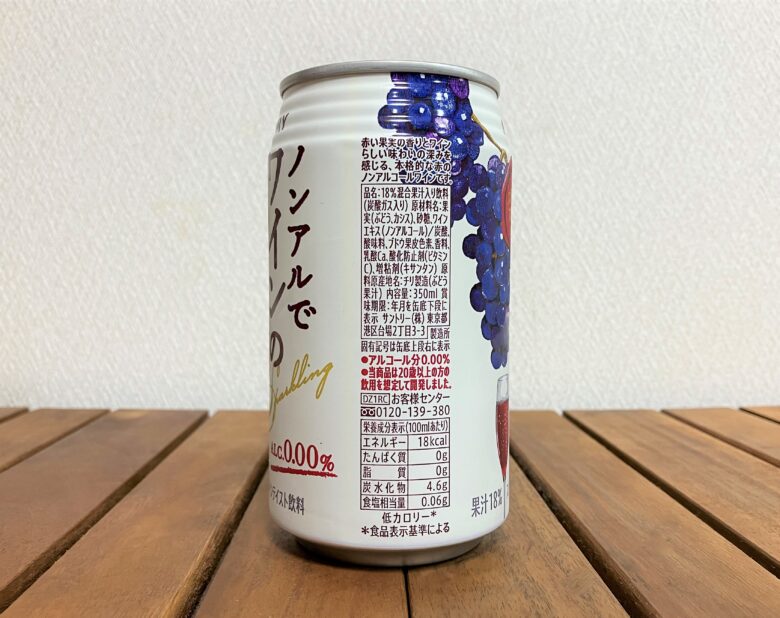 ノンアルで
ワインの
Sparkling
ALC.0.00%
テイスト飲料
赤い果実の香りとワイン
らしい味わいの深みを
感じる、本格的な赤の
ノンアルコールワインです。
品名:18%混合果汁入り飲料
(炭酸ガス入り) 原材料名:果
実(ぶどう、カシス)、砂糖、ワイン
エキス(ノンアルコール)/炭酸、
酸味料、ブドウ果皮色素、香料、
乳酸Ca、酸化防止剤(ビタミン
C)、増粘剤(キサンタン) 原
料原産地名:チリ製造(ぶどう
果汁) 内容量:350ml 賞
味期限:年月を缶底下段に
表示 サントリー(株) 東京都
港区台場2丁目3-3 製造所
固有記号は缶底上段右に表示
●アルコール分0.00%
●当商品は20歳以上の方の
飲用を想定して開発しました。
DZ1RC お客様センター
0120-139-380
栄養成分表示(100ml当たり)
エネルギー 18kcal
たんぱく質 0g
脂質 0g
炭水化物 4.6g
食塩相当量 0.06g
低カロリー*
*食品表示基準による
果汁18%